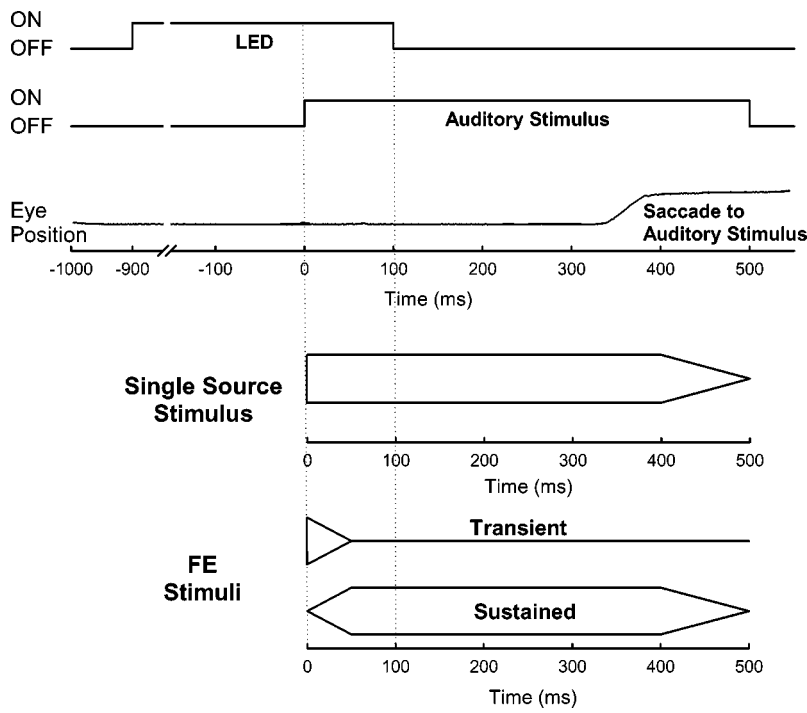 ON
OFF
LED
ON
OFF
Auditory Stimulus
Eye
Position
Saccade to
Auditory Stimulus
-1000 -900 -100 0 100 200 300 400 500
Time (ms)
Single Source
Stimulus
0 100 200 300 400 500
Time (ms)
FE
Stimuli
Transient
Sustained
0 100 200 300 400 500
Time (ms)